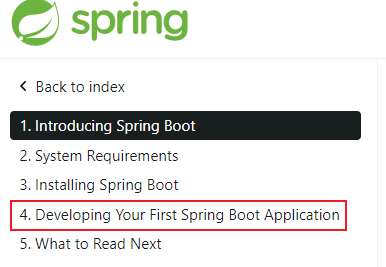 spring
Back to index
1. Introducing Spring Boot
2. System Requirements
3. Installing Spring Boot
4. Developing Your First Spring Boot Application
5. What to Read Next